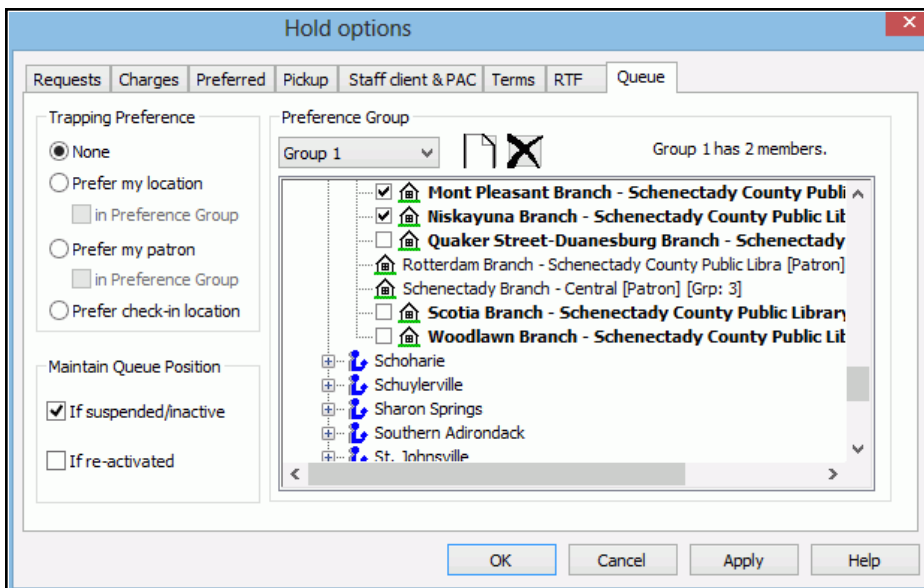 Hold options
Requests Charges Preferred Pickup Staff client & PAC Terms RTF Queue
Trapping Preference
None
Prefer my location
in Preference Group
Prefer my patron
in Preference Group
Prefer check-in location
Maintain Queue Position
If suspended/inactive
If re-activated
Preference Group
Group 1
Group 1 has 2 members.
Mont Pleasant Branch - Schenectady County Publi
Niskayuna Branch - Schenectady County Public Lib
Quaker Street-Duanesburg Branch - Schenectady
Rotterdam Branch - Schenectady County Public Libra [Patron]
Schenectady Branch - Central [Patron] [Grp: 3]
Scotia Branch - Schenectady County Public Library
Woodlawn Branch - Schenectady County Public Lib
Schoharie
Schuylerville
Sharon Springs
Southern Adirondack
St. Johnsville
OK Cancel Apply Help